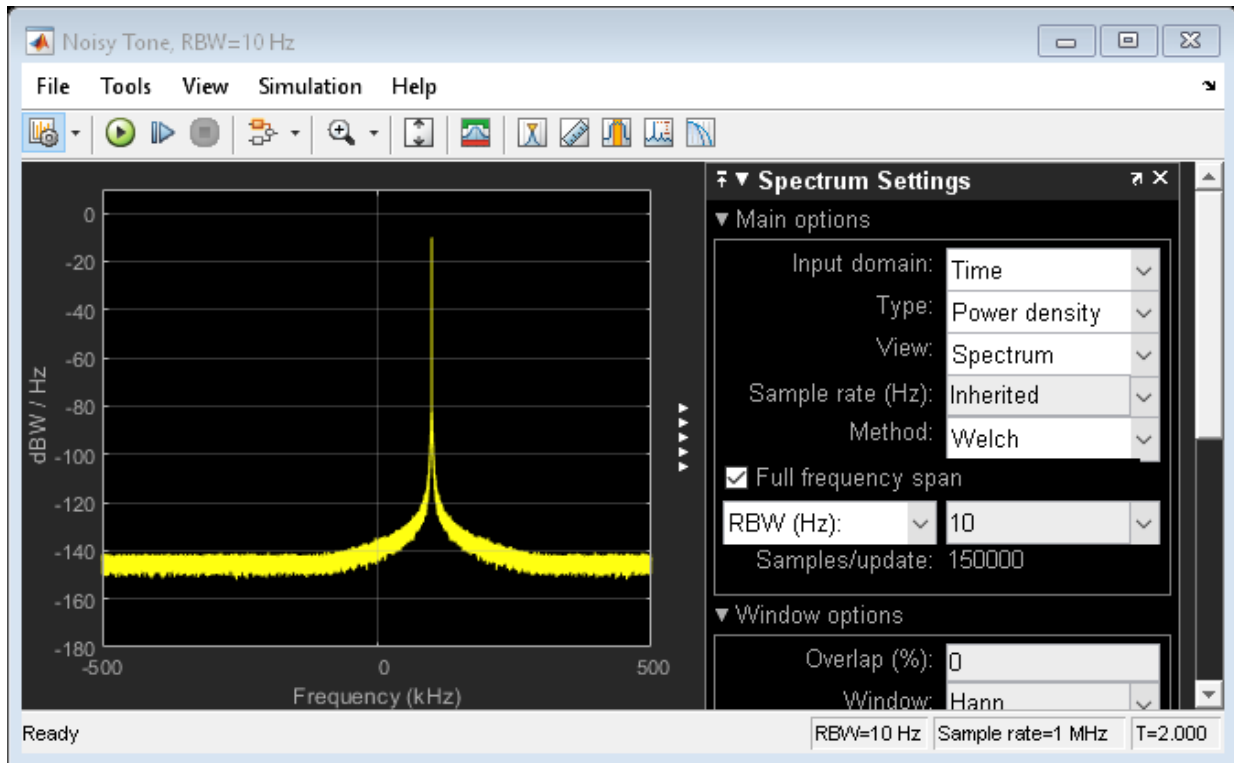 Noisy Tone, RBW=10 Hz
File Tools View Simulation Help
0
-20
-40
-60
-80
-100
-120
-140
-160
-180
dBW / Hz
-500 0 500
Frequency (kHz)
Spectrum Settings
Main options
Input domain: Time
Type: Power density
View: Spectrum
Sample rate (Hz): Inherited
Method: Welch
Full frequency span
RBW (Hz): 10
Samples/update: 150000
Window options
Overlap (%): 0
Window: Hann
Ready RBW=10 Hz Sample rate=1 MHz T=2.000